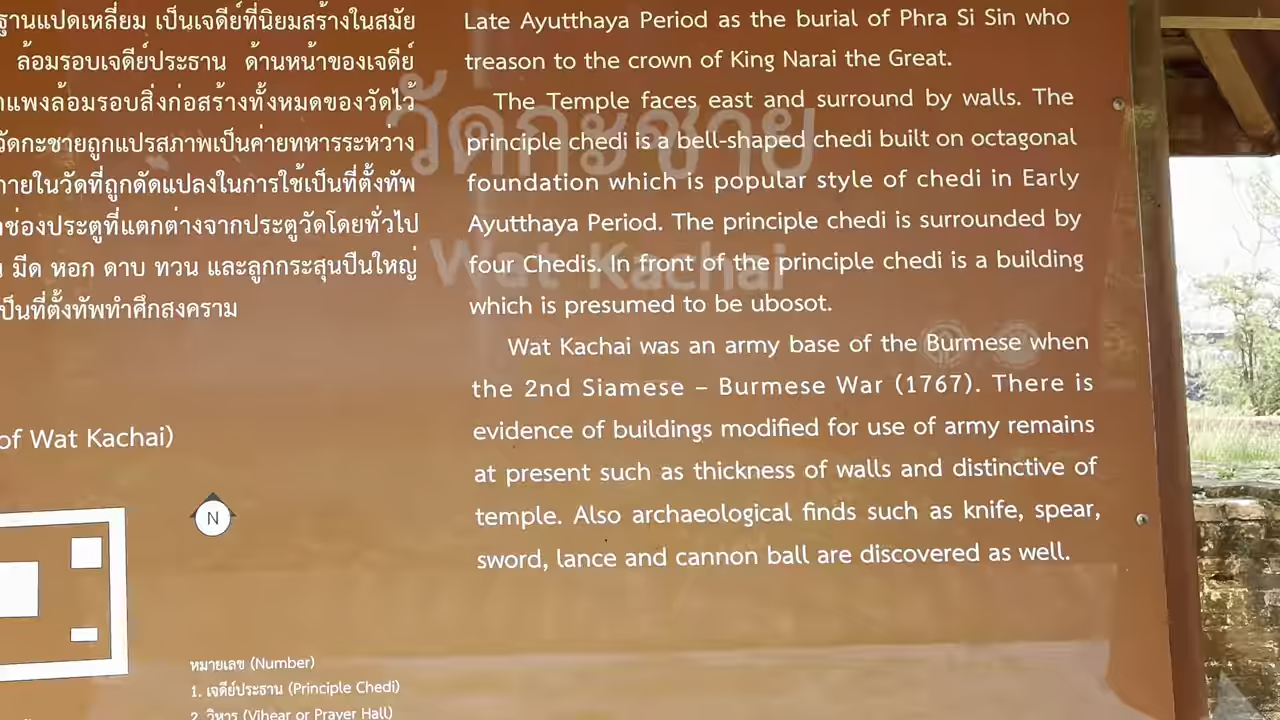 ฐานแปดเหลี่ยม เป็นเจดีย์ที่นิยมสร้างในสมัย
ล้อมรอบเจดีย์ประธาน ด้านหน้าของเจดีย์
าแพงล้อมรอบสิ่งก่อสร้างทั้งหมดของวัดไว้
วัดกะชายถูกแปรสภาพเป็นค่ายทหารระหว่าง
ภายในวัดที่ถูกดัดแปลงในการใช้เป็นที่ตั้งทัพ
ช่องประตูที่แตกต่างจากประตูวัดโดยทั่วไป
มีด หอก ดาบ ทวน และลูกกระสุนปืนใหญ่
เป็นที่ตั้งทัพทำศึกสงคราม
Late Ayutthaya Period as the burial of Phra Si Sin who
treason to the crown of King Narai the Great.
The Temple faces east and surround by walls. The
principle chedi is a bell-shaped chedi built on octagonal
foundation which is popular style of chedi in Early
Ayutthaya Period. The principle chedi is surrounded by
four Chedis. In front of the principle chedi is a building
which is presumed to be ubosot.
Wat Kachai was an army base of the Burmese when
the 2nd Siamese – Burmese War (1767). There is
evidence of buildings modified for use of army remains
at present such as thickness of walls and distinctive of
temple. Also archaeological finds such as knife, spear,
sword, lance and cannon ball are discovered as well.
วัดกะชาย
Wat Kachai
of Wat Kachai)
N
หมายเลข (Number)
1. เจดีย์ประธาน (Principle Chedi)
2. วิหาร (Vihear or Prayer Hall)